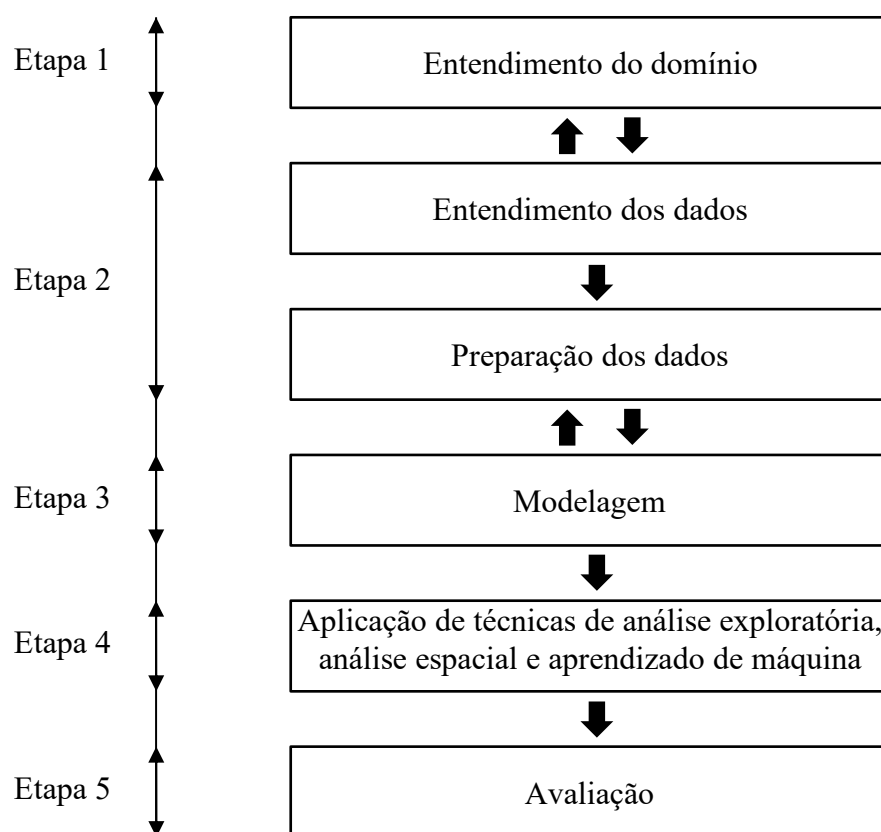 Etapa 1
Entendimento do domínio
Entendimento dos dados
Etapa 2
Preparação dos dados
Etapa 3
Modelagem
Etapa 4
Aplicação de técnicas de análise exploratória,
análise espacial e aprendizado de máquina
Etapa 5
Avaliação